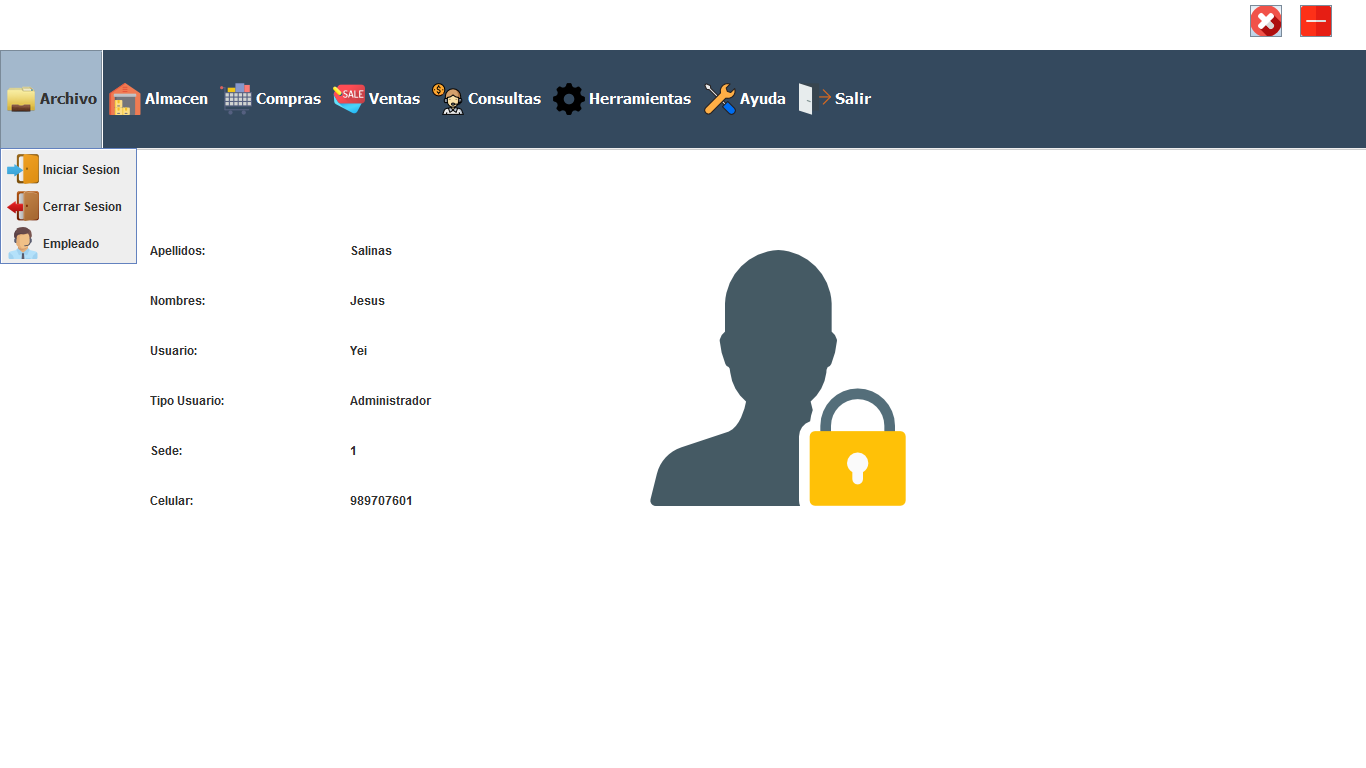 Archivo Almacen Compras SALE Ventas Consultas Herramientas Ayuda Salir
Iniciar Sesion
Cerrar Sesion
Empleado
Apellidos: Salinas
Nombres: Jesus
Usuario: Yei
Tipo Usuario: Administrador
Sede: 1
Celular: 989707601